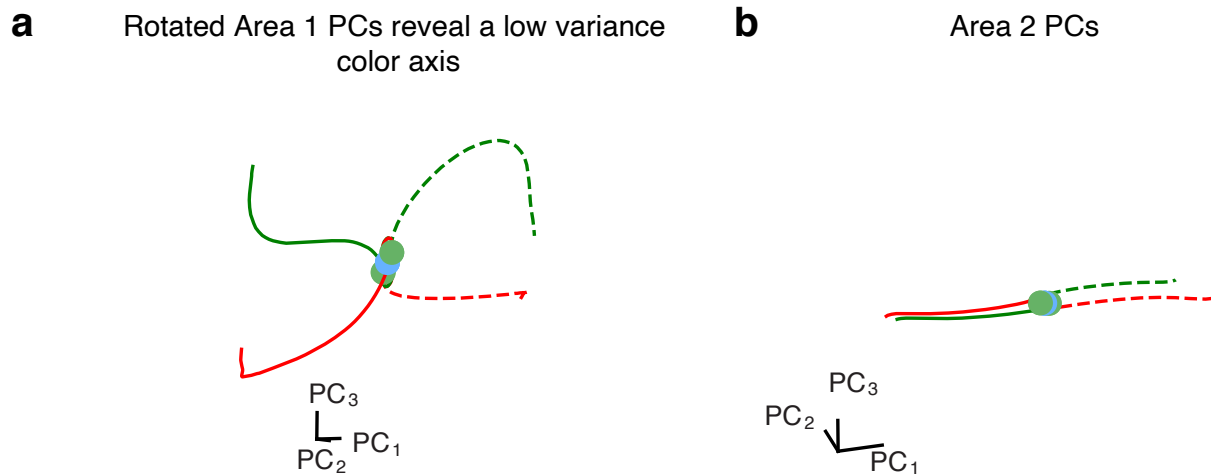 a
Rotated Area 1 PCs reveal a low variance
color axis
PC3
PC1
PC2
b
Area 2 PCs
PC3
PC2
PC1